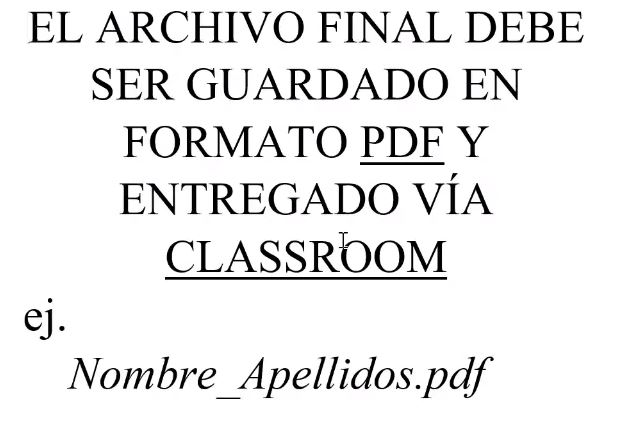 EL ARCHIVO FINAL DEBE
SER GUARDADO EN
FORMATO PDF Y
ENTREGADO VÍA
CLASSROOM
ej.
Nombre_Apellidos.pdf